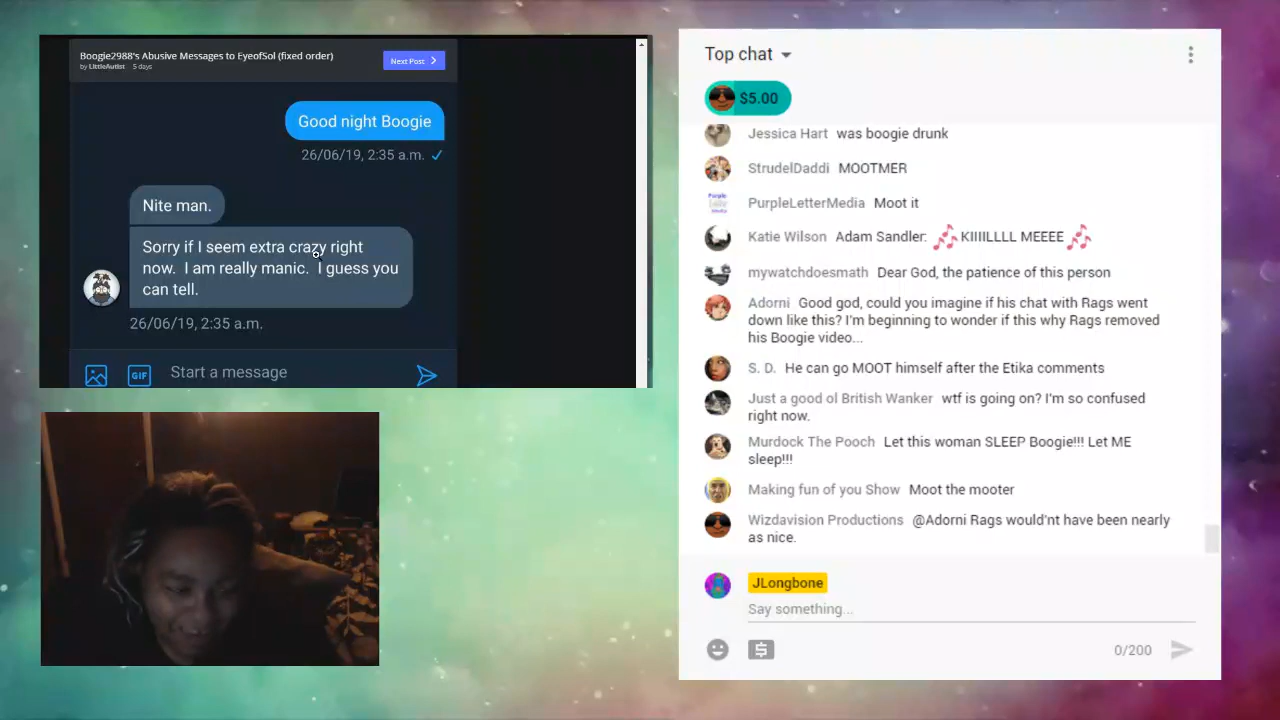 Boogie2988's Abusive Messages to EyeofSol (fixed order)
by LittleAutist 5 days
Next Post
Good night Boogie
26/06/19, 2:35 a.m.
Nite man.
Sorry if I seem extra crazy right
now. I am really manic. I guess you
can tell.
26/06/19, 2:35 a.m.
GIF
Start a message
Top chat
$5.00
Jessica Hart was boogie drunk
StrudelDaddi MOOTMER
PurpleLetterMedia Moot it
Katie Wilson Adam Sandler: KIIIILLLL MEEEE
mywatchdoesmath Dear God, the patience of this person
Adorni Good god, could you imagine if his chat with Rags went
down like this? I'm beginning to wonder if this why Rags removed
his Boogie video...
S. D. He can go MOOT himself after the Etika comments
Just a good ol British Wanker wtf is going on? I'm so confused
right now.
Murdock The Pooch Let this woman SLEEP Boogie!!! Let ME
sleep!!!
Making fun of you Show Moot the mooter
Wizdavision Productions @Adorni Rags would'nt have been nearly
as nice.
JLongbone
Say something...
0/200